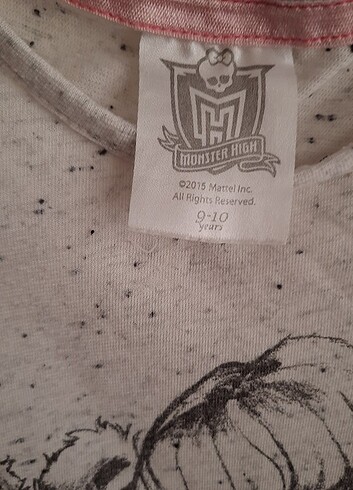 MH
MONSTER HIGH
©2015 Mattel Inc.
All Rights Reserved.
9-10
years